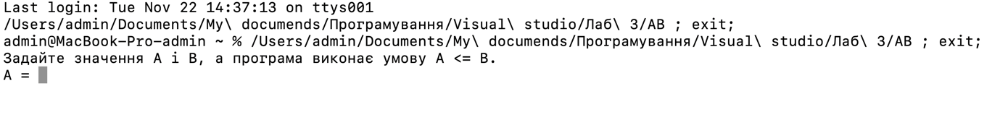 Last login: Tue Nov 22 14:37:13 on ttys001
/Users/admin/Documents/My\ documends/Програмування/Visual\ studio/Лаб\ 3/AB ; exit;
admin@MacBook-Pro-admin ~ % /Users/admin/Documents/My\ documends/Програмування/Visual\ studio/Лаб\ 3/AB ; exit;
Задайте значення А і В, а програма виконає умову А <= В.
A =